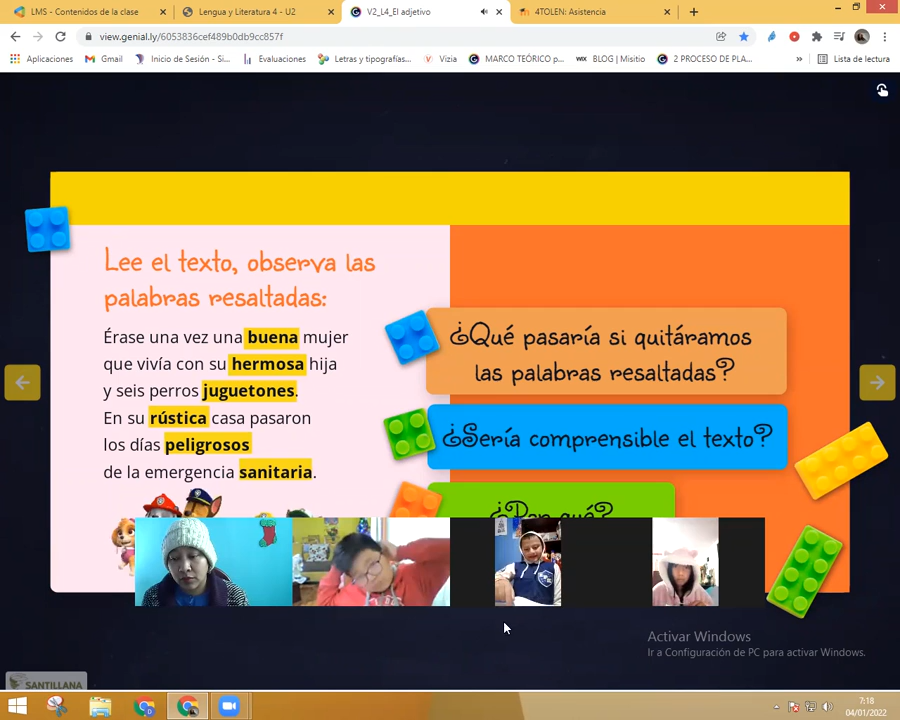 LMS - Contenidos de la clase
Lengua y Literatura 4 - U2
V2_L4_El adjetivo
4TOLEN: Asistencia
view.genial.ly/6053836cef489b0db9cc857f
Aplicaciones
Gmail
Inicio de Sesión - Si...
Evaluaciones
Letras y tipografías...
Vizia
MARCO TEÓRICO p...
WIX
BLOG | Misitio
2 PROCESO DE PLA...
»
Lista de lectura
Lee el texto, observa las
palabras resaltadas:
Érase una vez una buena mujer
que vivía con su hermosa hija
y seis perros juguetones.
En su rústica casa pasaron
los días peligrosos
de la emergencia sanitaria.
¿Qué pasaría si quitáramos
las palabras resaltadas?
¿Sería comprensible el texto?
¿Por qué?
Activar Windows
Ir a Configuración de PC para activar Windows.
SANTILLANA
7:18
04/01/2022